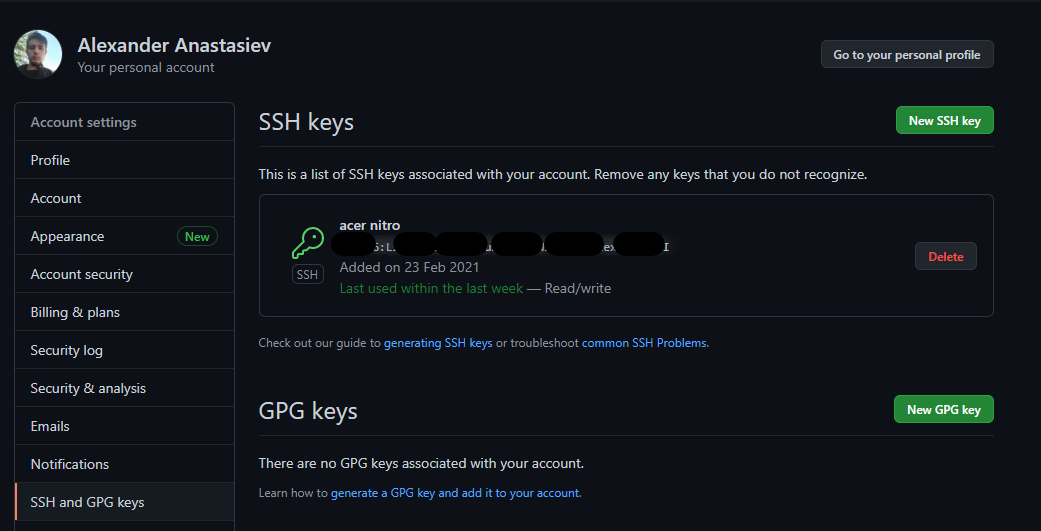 Alexander Anastasiev
Your personal account
Go to your personal profile
Account settings
Profile
Account
Appearance New
Account security
Billing & plans
Security log
Security & analysis
Emails
Notifications
SSH and GPG keys
SSH keys
New SSH key
This is a list of SSH keys associated with your account. Remove any keys that you do not recognize.
acer nitro
SSH
Added on 23 Feb 2021
Last used within the last week — Read/write
Delete
Check out our guide to generating SSH keys or troubleshoot common SSH Problems.
GPG keys
New GPG key
There are no GPG keys associated with your account.
Learn how to generate a GPG key and add it to your account.